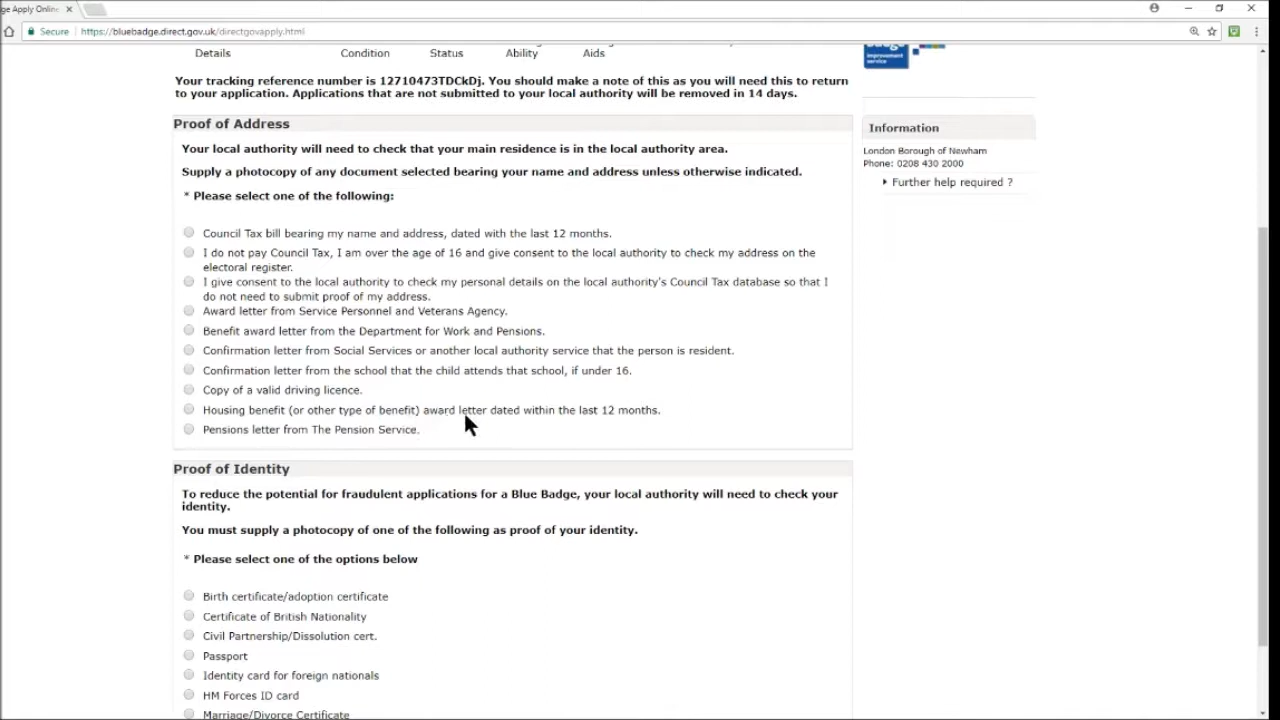 ge Apply Online
Secure https://bluebadge.direct.gov.uk/directgovapply.html
Details Condition Status Ability Aids
improvement
service
Your tracking reference number is 12710473TDCkDj. You should make a note of this as you will need this to return
to your application. Applications that are not submitted to your local authority will be removed in 14 days.
Proof of Address
Information
Your local authority will need to check that your main residence is in the local authority area.
London Borough of Newham
Phone: 0208 430 2000
Supply a photocopy of any document selected bearing your name and address unless otherwise indicated.
Further help required ?
* Please select one of the following:
Council Tax bill bearing my name and address, dated with the last 12 months.
I do not pay Council Tax, I am over the age of 16 and give consent to the local authority to check my address on the
electoral register.
I give consent to the local authority to check my personal details on the local authority's Council Tax database so that I
do not need to submit proof of my address.
Award letter from Service Personnel and Veterans Agency.
Benefit award letter from the Department for Work and Pensions.
Confirmation letter from Social Services or another local authority service that the person is resident.
Confirmation letter from the school that the child attends that school, if under 16.
Copy of a valid driving licence.
Housing benefit (or other type of benefit) award letter dated within the last 12 months.
Pensions letter from The Pension Service.
Proof of Identity
To reduce the potential for fraudulent applications for a Blue Badge, your local authority will need to check your
identity.
You must supply a photocopy of one of the following as proof of your identity.
* Please select one of the options below
Birth certificate/adoption certificate
Certificate of British Nationality
Civil Partnership/Dissolution cert.
Passport
Identity card for foreign nationals
HM Forces ID card
Marriage/Divorce Certificate